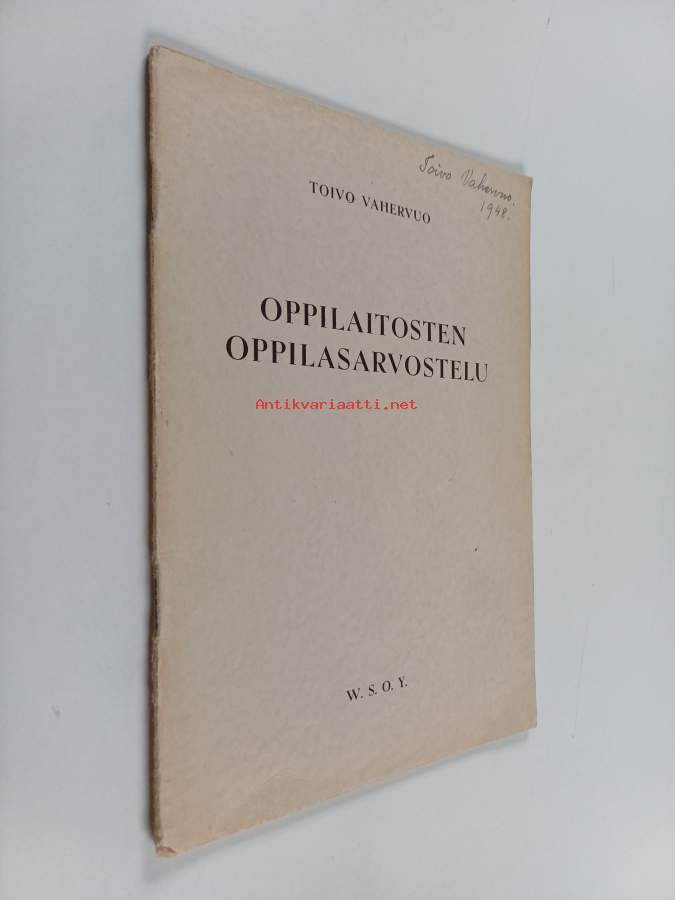 Toivo Vahervuo.
1948.
TOIVO VAHERVUO
OPPILAITOSTEN
OPPILASARVOSTELU
Antikvariaatti.net
W. S. O. Y.